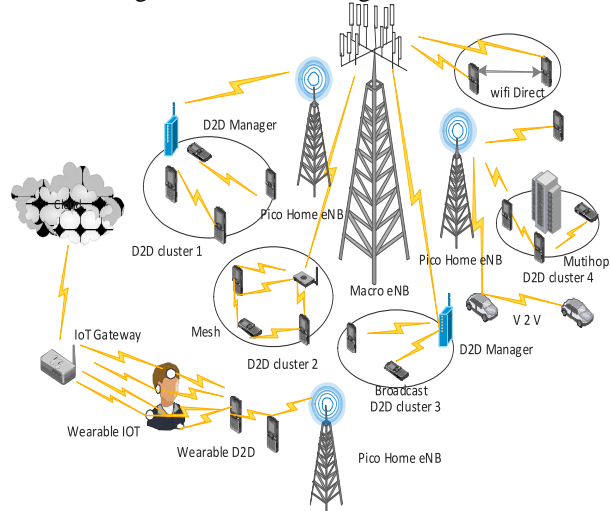 wifi Direct
D2D Manager
Pico Home eNB
D2D cluster 1
Pico Home eNB
Mutihop
D2D cluster 4
Macro eNB
V 2 V
Mesh
D2D cluster 2
D2D Manager
IoT Gateway
Broadcast
D2D cluster 3
Wearable IOT
Wearable D2D
Pico Home eNB